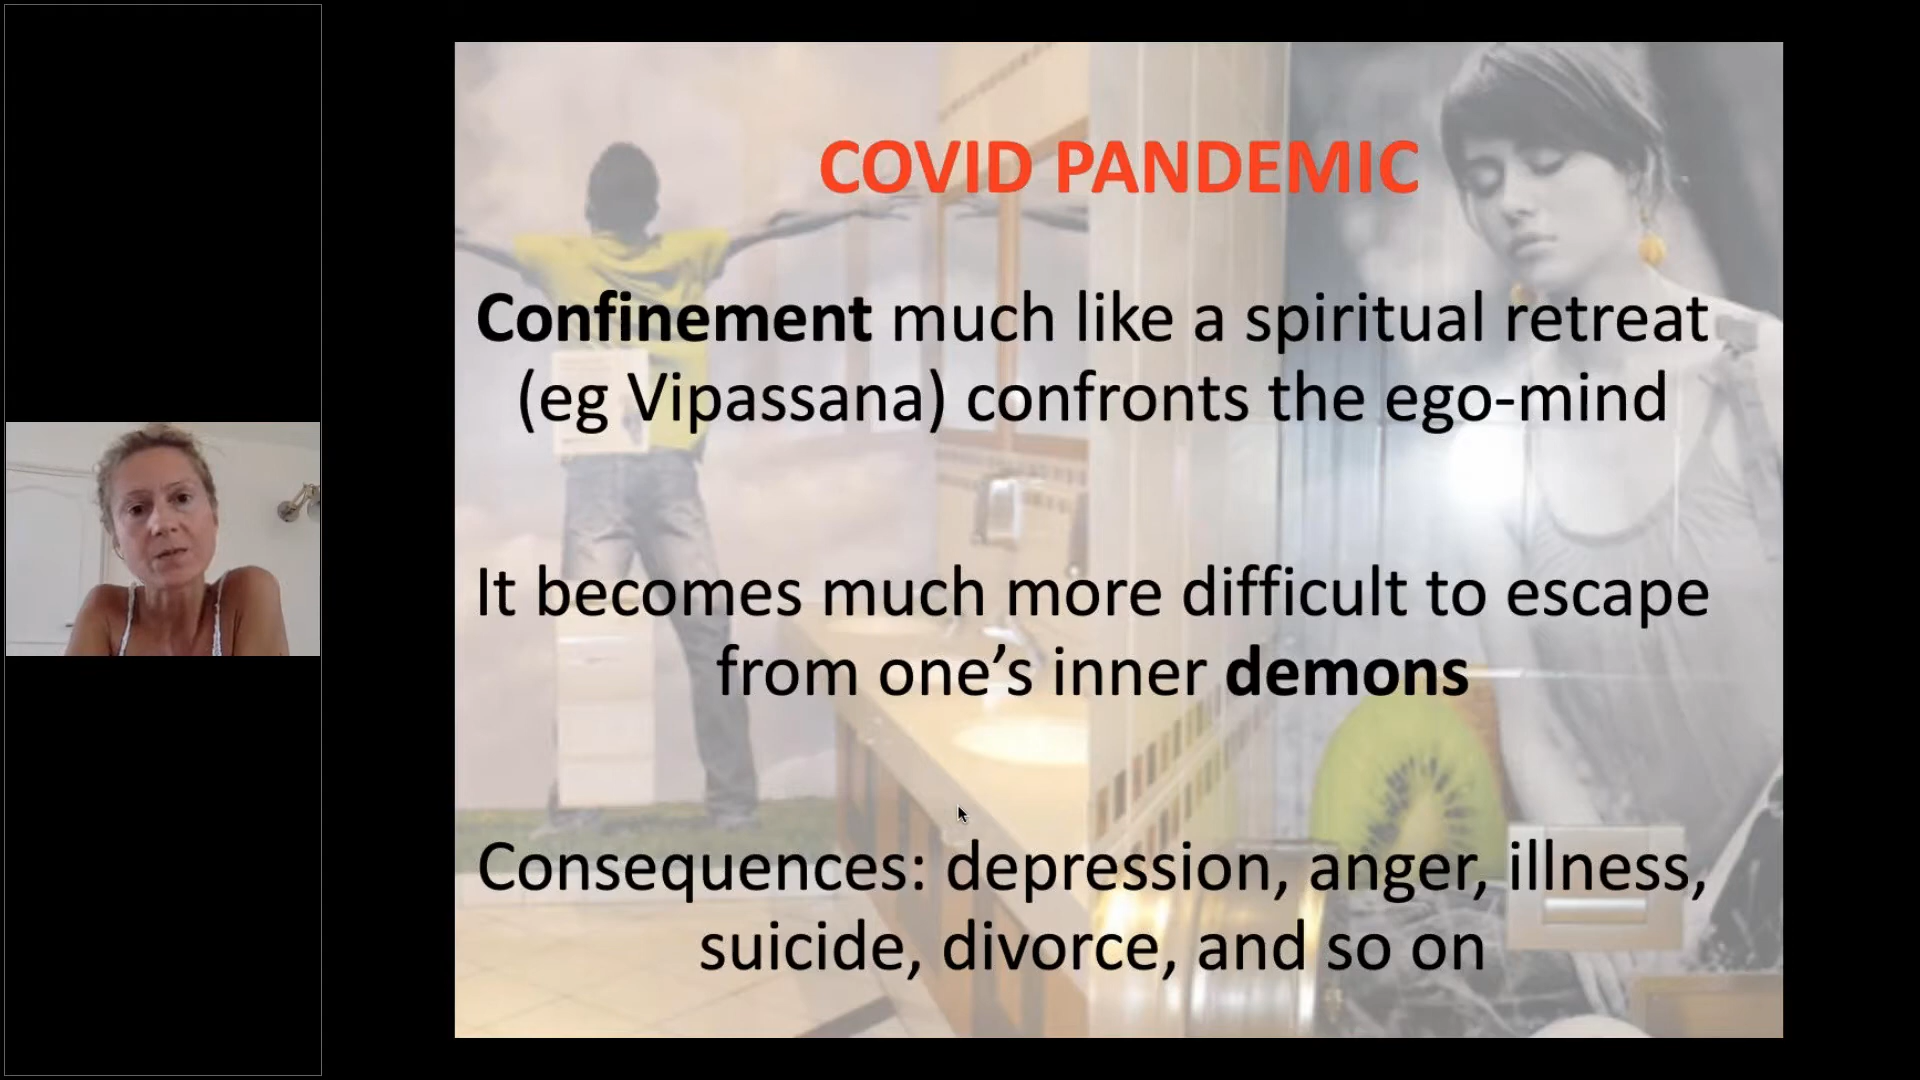 COVID PANDEMIC
Confinement much like a spiritual retreat
(eg Vipassana) confronts the ego-mind
It becomes much more difficult to escape
from one’s inner demons
Consequences: depression, anger, illness,
suicide, divorce, and so on